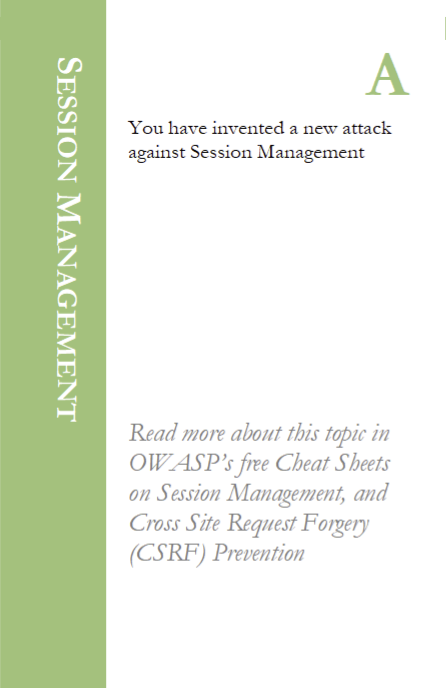 SESSION MANAGEMENT
A
You have invented a new attack
against Session Management
Read more about this topic in
OWASP's free Cheat Sheets
on Session Management, and
Cross Site Request Forgery
(CSRF) Prevention